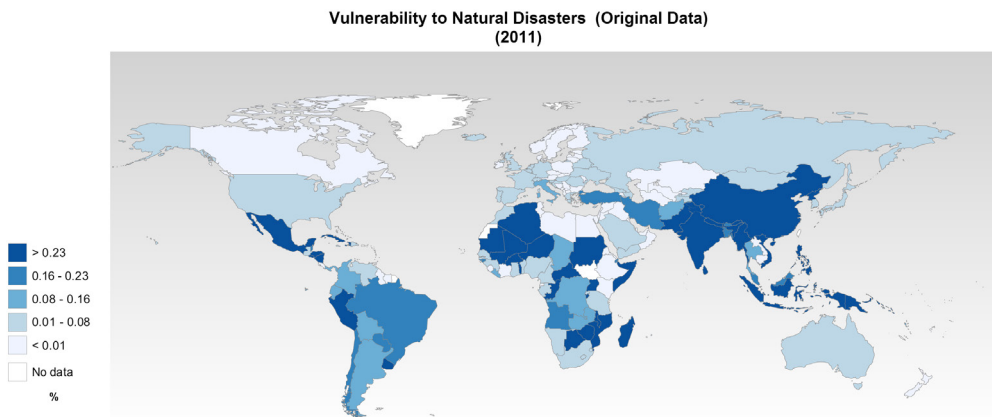 Vulnerability to Natural Disasters (Original Data)
(2011)
> 0.23
0.16 - 0.23
0.08 - 0.16
0.01 - 0.08
< 0.01
No data
%